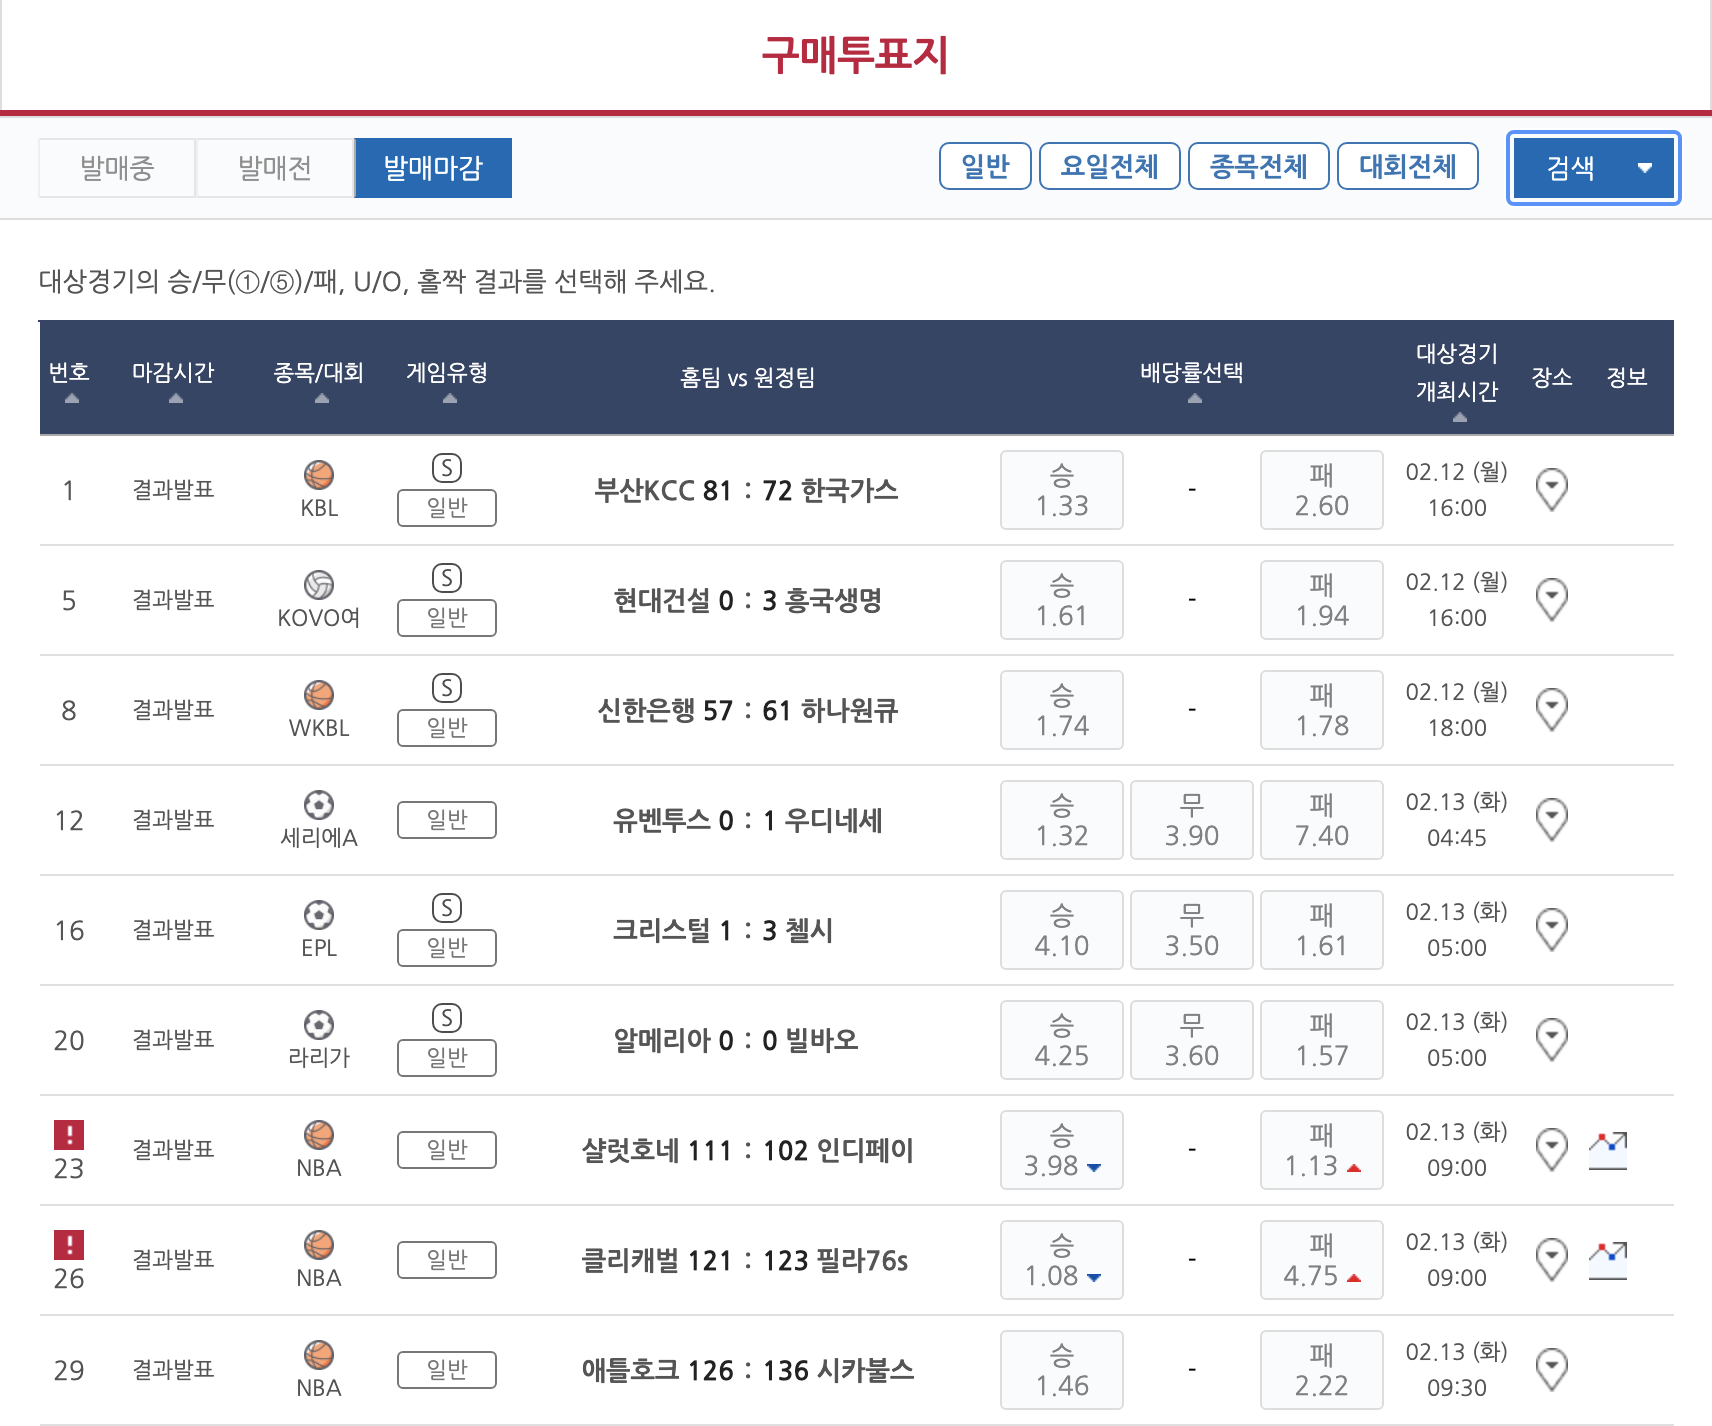 구매투표지
발매중 발매전 발매마감 일반 요일전체 종목전체 대회전체 검색
대상경기의 승/무(①/⑤)/패, U/O, 홀짝 결과를 선택해 주세요.
번호 마감시간 종목/대회 게임유형 홈팀 vs 원정팀 배당률선택 대상경기 개최시간 장소 정보
1 결과발표 KBL S 일반 부산KCC 81 : 72 한국가스 승 1.33 - 패 2.60 02.12 (월) 16:00
5 결과발표 KOVO여 S 일반 현대건설 0 : 3 흥국생명 승 1.61 - 패 1.94 02.12 (월) 16:00
8 결과발표 WKBL S 일반 신한은행 57 : 61 하나원큐 승 1.74 - 패 1.78 02.12 (월) 18:00
12 결과발표 세리에A 일반 유벤투스 0 : 1 우디네세 승 1.32 무 3.90 패 7.40 02.13 (화) 04:45
16 결과발표 EPL S 일반 크리스털 1 : 3 첼시 승 4.10 무 3.50 패 1.61 02.13 (화) 05:00
20 결과발표 라리가 S 일반 알메리아 0 : 0 빌바오 승 4.25 무 3.60 패 1.57 02.13 (화) 05:00
! 23 결과발표 NBA 일반 샬럿호네 111 : 102 인디페이 승 3.98 - 패 1.13 02.13 (화) 09:00
! 26 결과발표 NBA 일반 클리캐벌 121 : 123 필라76s 승 1.08 - 패 4.75 02.13 (화) 09:00
29 결과발표 NBA 일반 애틀호크 126 : 136 시카불스 승 1.46 - 패 2.22 02.13 (화) 09:30